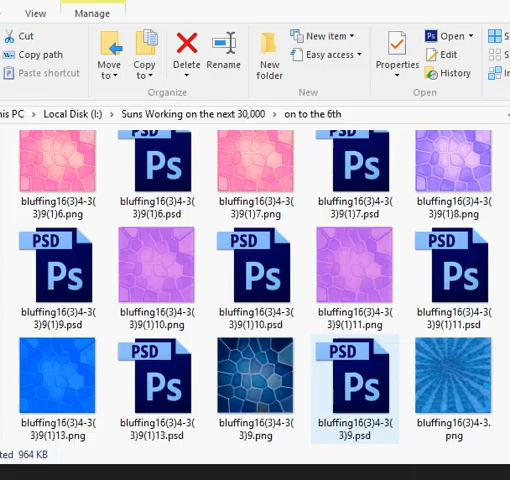 View Manage
Cut
Copy path
Paste shortcut
Move to
Copy to
Delete
Rename
New folder
New item
Easy access
Properties
Open
Edit
History
Organize New Open
his PC > Local Disk (I:) > Suns Working on the next 30,000 > on to the 6th
PSD PSD
Ps Ps
bluffing16(3)4-3( bluffing16(3)4-3( bluffing16(3)4-3( bluffing16(3)4-3( bluffing16(3)4-3(
3)9(1)6.png 3)9(1)6.psd 3)9(1)7.png 3)9(1)7.psd 3)9(1)8.png
PSD PSD PSD
Ps Ps Ps
bluffing16(3)4-3( bluffing16(3)4-3( bluffing16(3)4-3( bluffing16(3)4-3( bluffing16(3)4-3(
3)9(1)9.psd 3)9(1)10.png 3)9(1)10.psd 3)9(1)11.png 3)9(1)11.psd
PSD PSD
Ps Ps
bluffing16(3)4-3( bluffing16(3)4-3( bluffing16(3)4-3( bluffing16(3)4-3( bluffing16(3)4-3.
3)9(1)13.png 3)9(1)13.psd 3)9.png 3)9.psd png
ted 964 KB